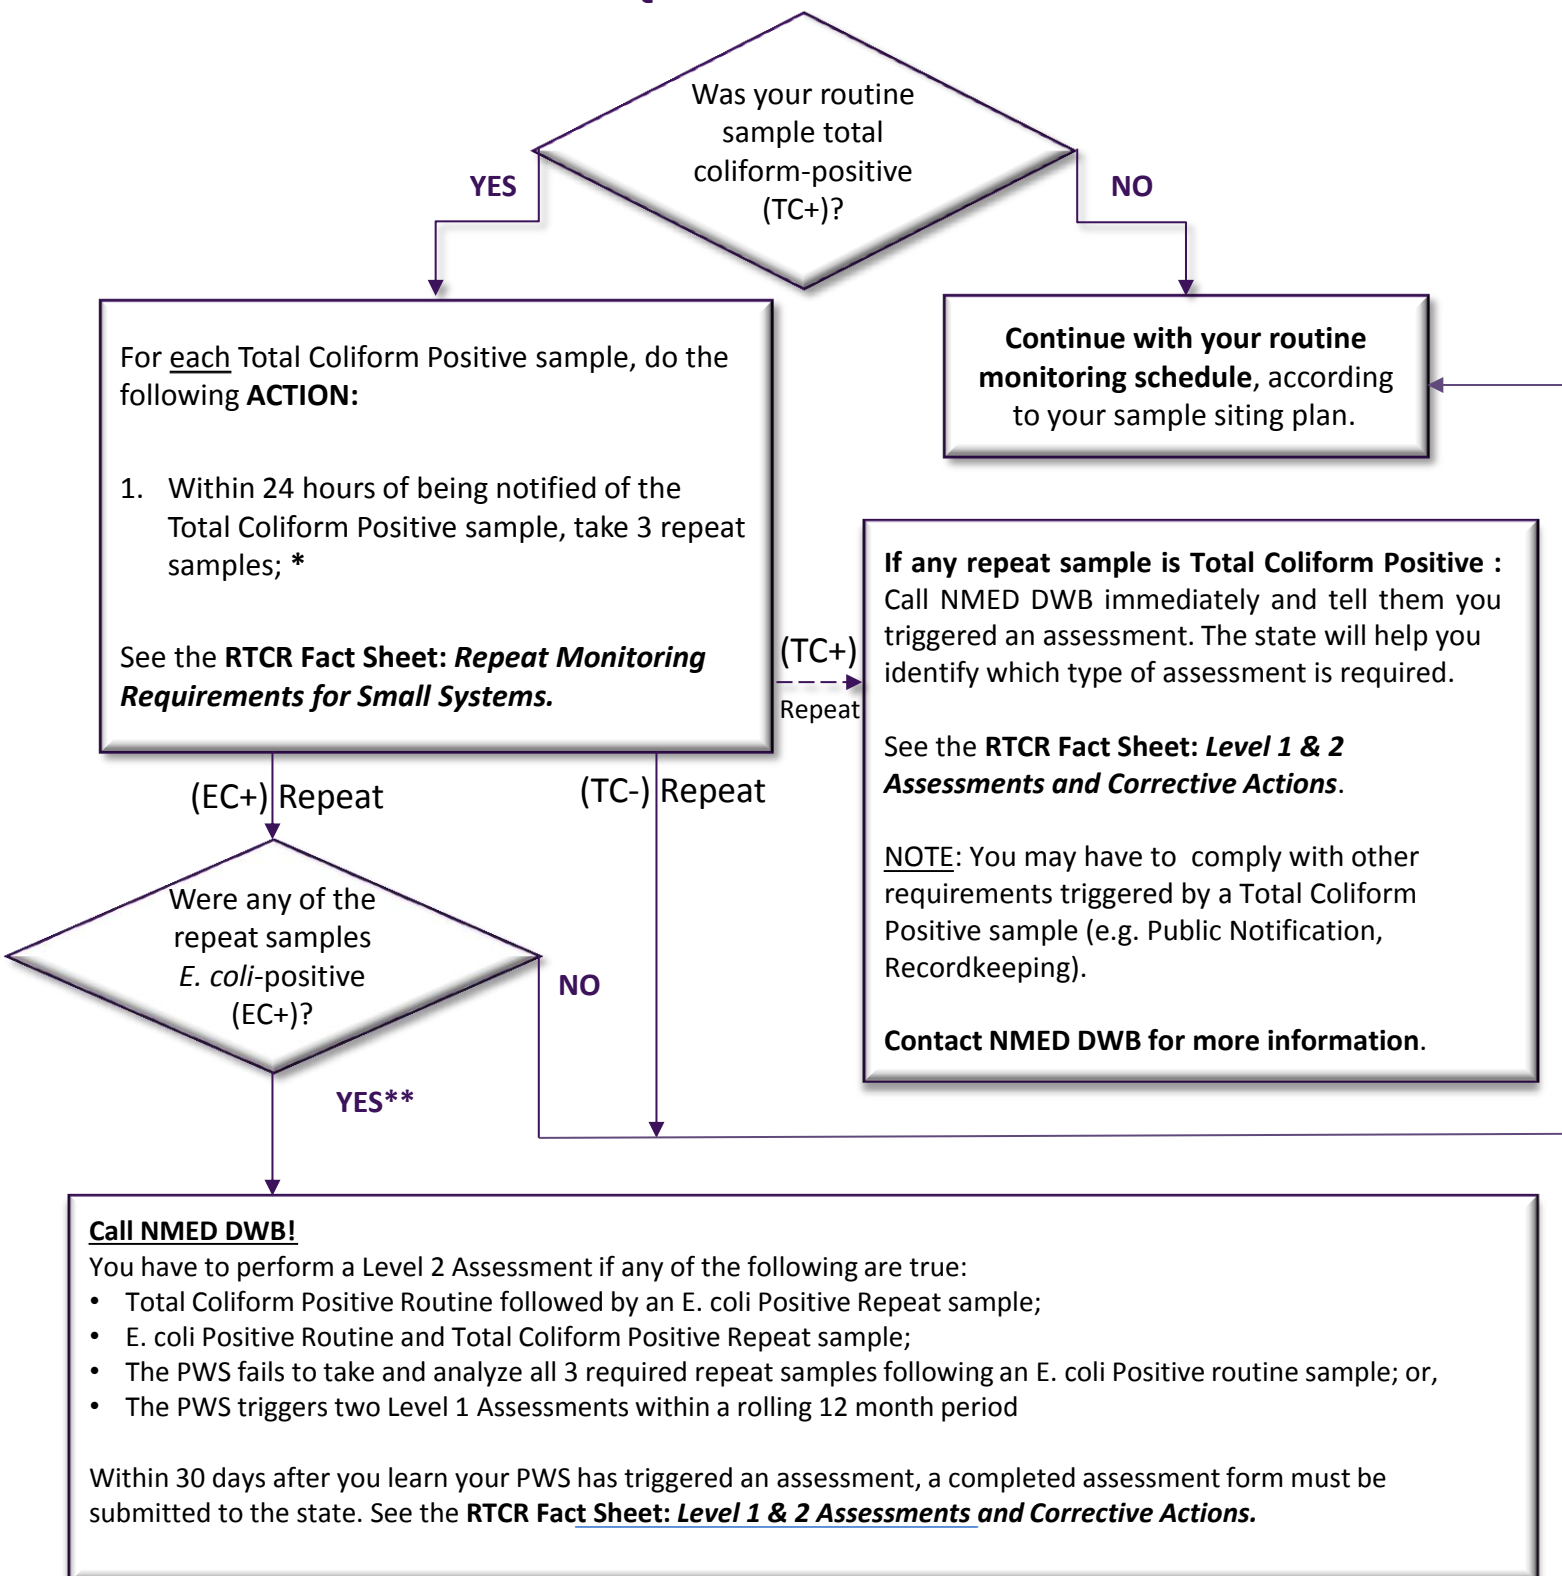 Was your routine
sample total
coliform-positive
(TC+)?
YES
NO
For each Total Coliform Positive sample, do the
following ACTION:
1. Within 24 hours of being notified of the
Total Coliform Positive sample, take 3 repeat
samples; *
See the RTCR Fact Sheet: Repeat Monitoring
Requirements for Small Systems.
Continue with your routine
monitoring schedule, according
to your sample siting plan.
(TC+)
Repeat
If any repeat sample is Total Coliform Positive :
Call NMED DWB immediately and tell them you
triggered an assessment. The state will help you
identify which type of assessment is required.
See the RTCR Fact Sheet: Level 1 & 2
Assessments and Corrective Actions.
NOTE: You may have to comply with other
requirements triggered by a Total Coliform
Positive sample (e.g. Public Notification,
Recordkeeping).
Contact NMED DWB for more information.
(EC+) Repeat
(TC-) Repeat
Were any of the
repeat samples
E. coli-positive
(EC+)?
NO
YES**
Call NMED DWB!
You have to perform a Level 2 Assessment if any of the following are true:
• Total Coliform Positive Routine followed by an E. coli Positive Repeat sample;
• E. coli Positive Routine and Total Coliform Positive Repeat sample;
• The PWS fails to take and analyze all 3 required repeat samples following an E. coli Positive routine sample; or,
• The PWS triggers two Level 1 Assessments within a rolling 12 month period
Within 30 days after you learn your PWS has triggered an assessment, a completed assessment form must be
submitted to the state. See the RTCR Fact Sheet: Level 1 & 2 Assessments and Corrective Actions.